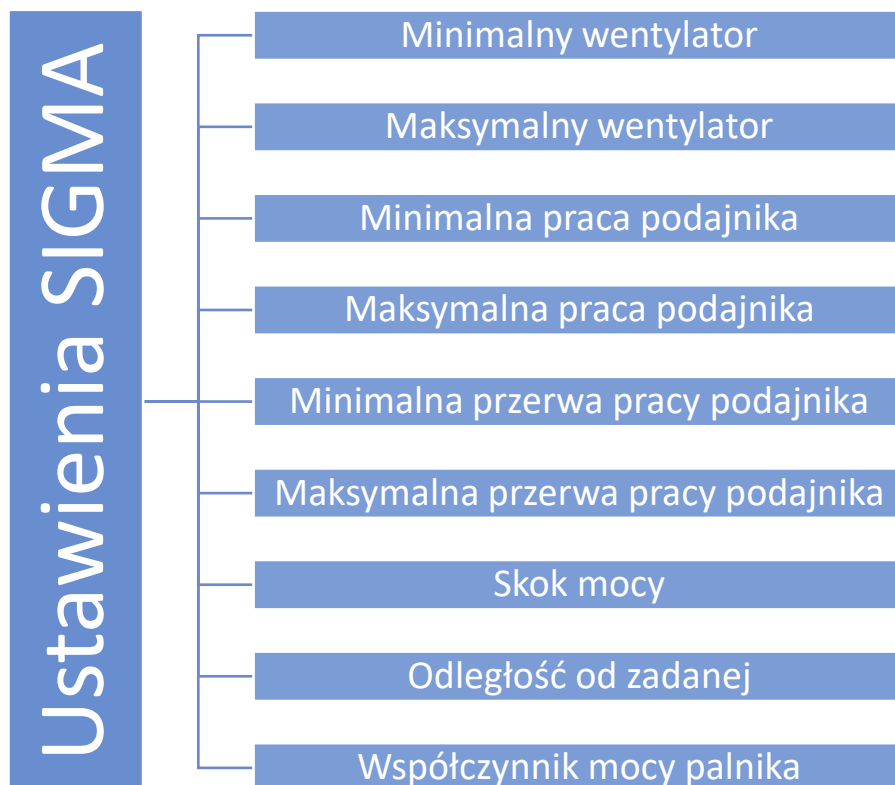 Ustawienia SIGMA
Minimalny wentylator
Maksymalny wentylator
Minimalna praca podajnika
Maksymalna praca podajnika
Minimalna przerwa pracy podajnika
Maksymalna przerwa pracy podajnika
Skok mocy
Odległość od zadanej
Współczynnik mocy palnika